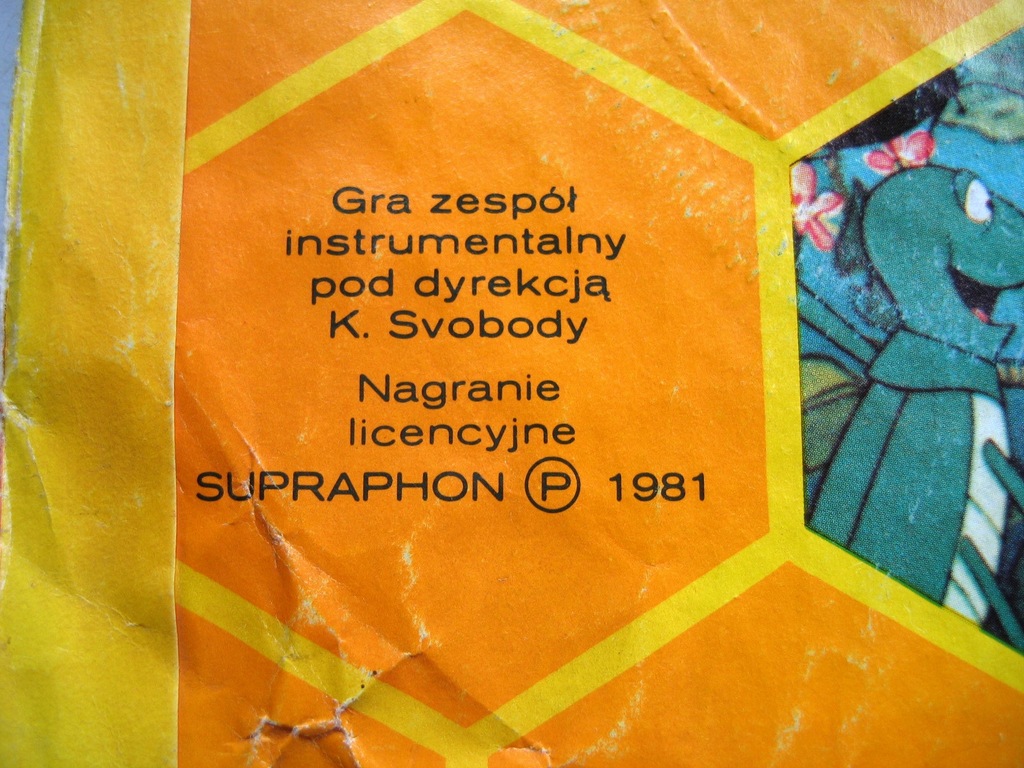 Gra zespół
instrumentalny
pod dyrekcją
K. Svobody
Nagranie
licencyjne
SUPRAPHON Ⓟ 1981